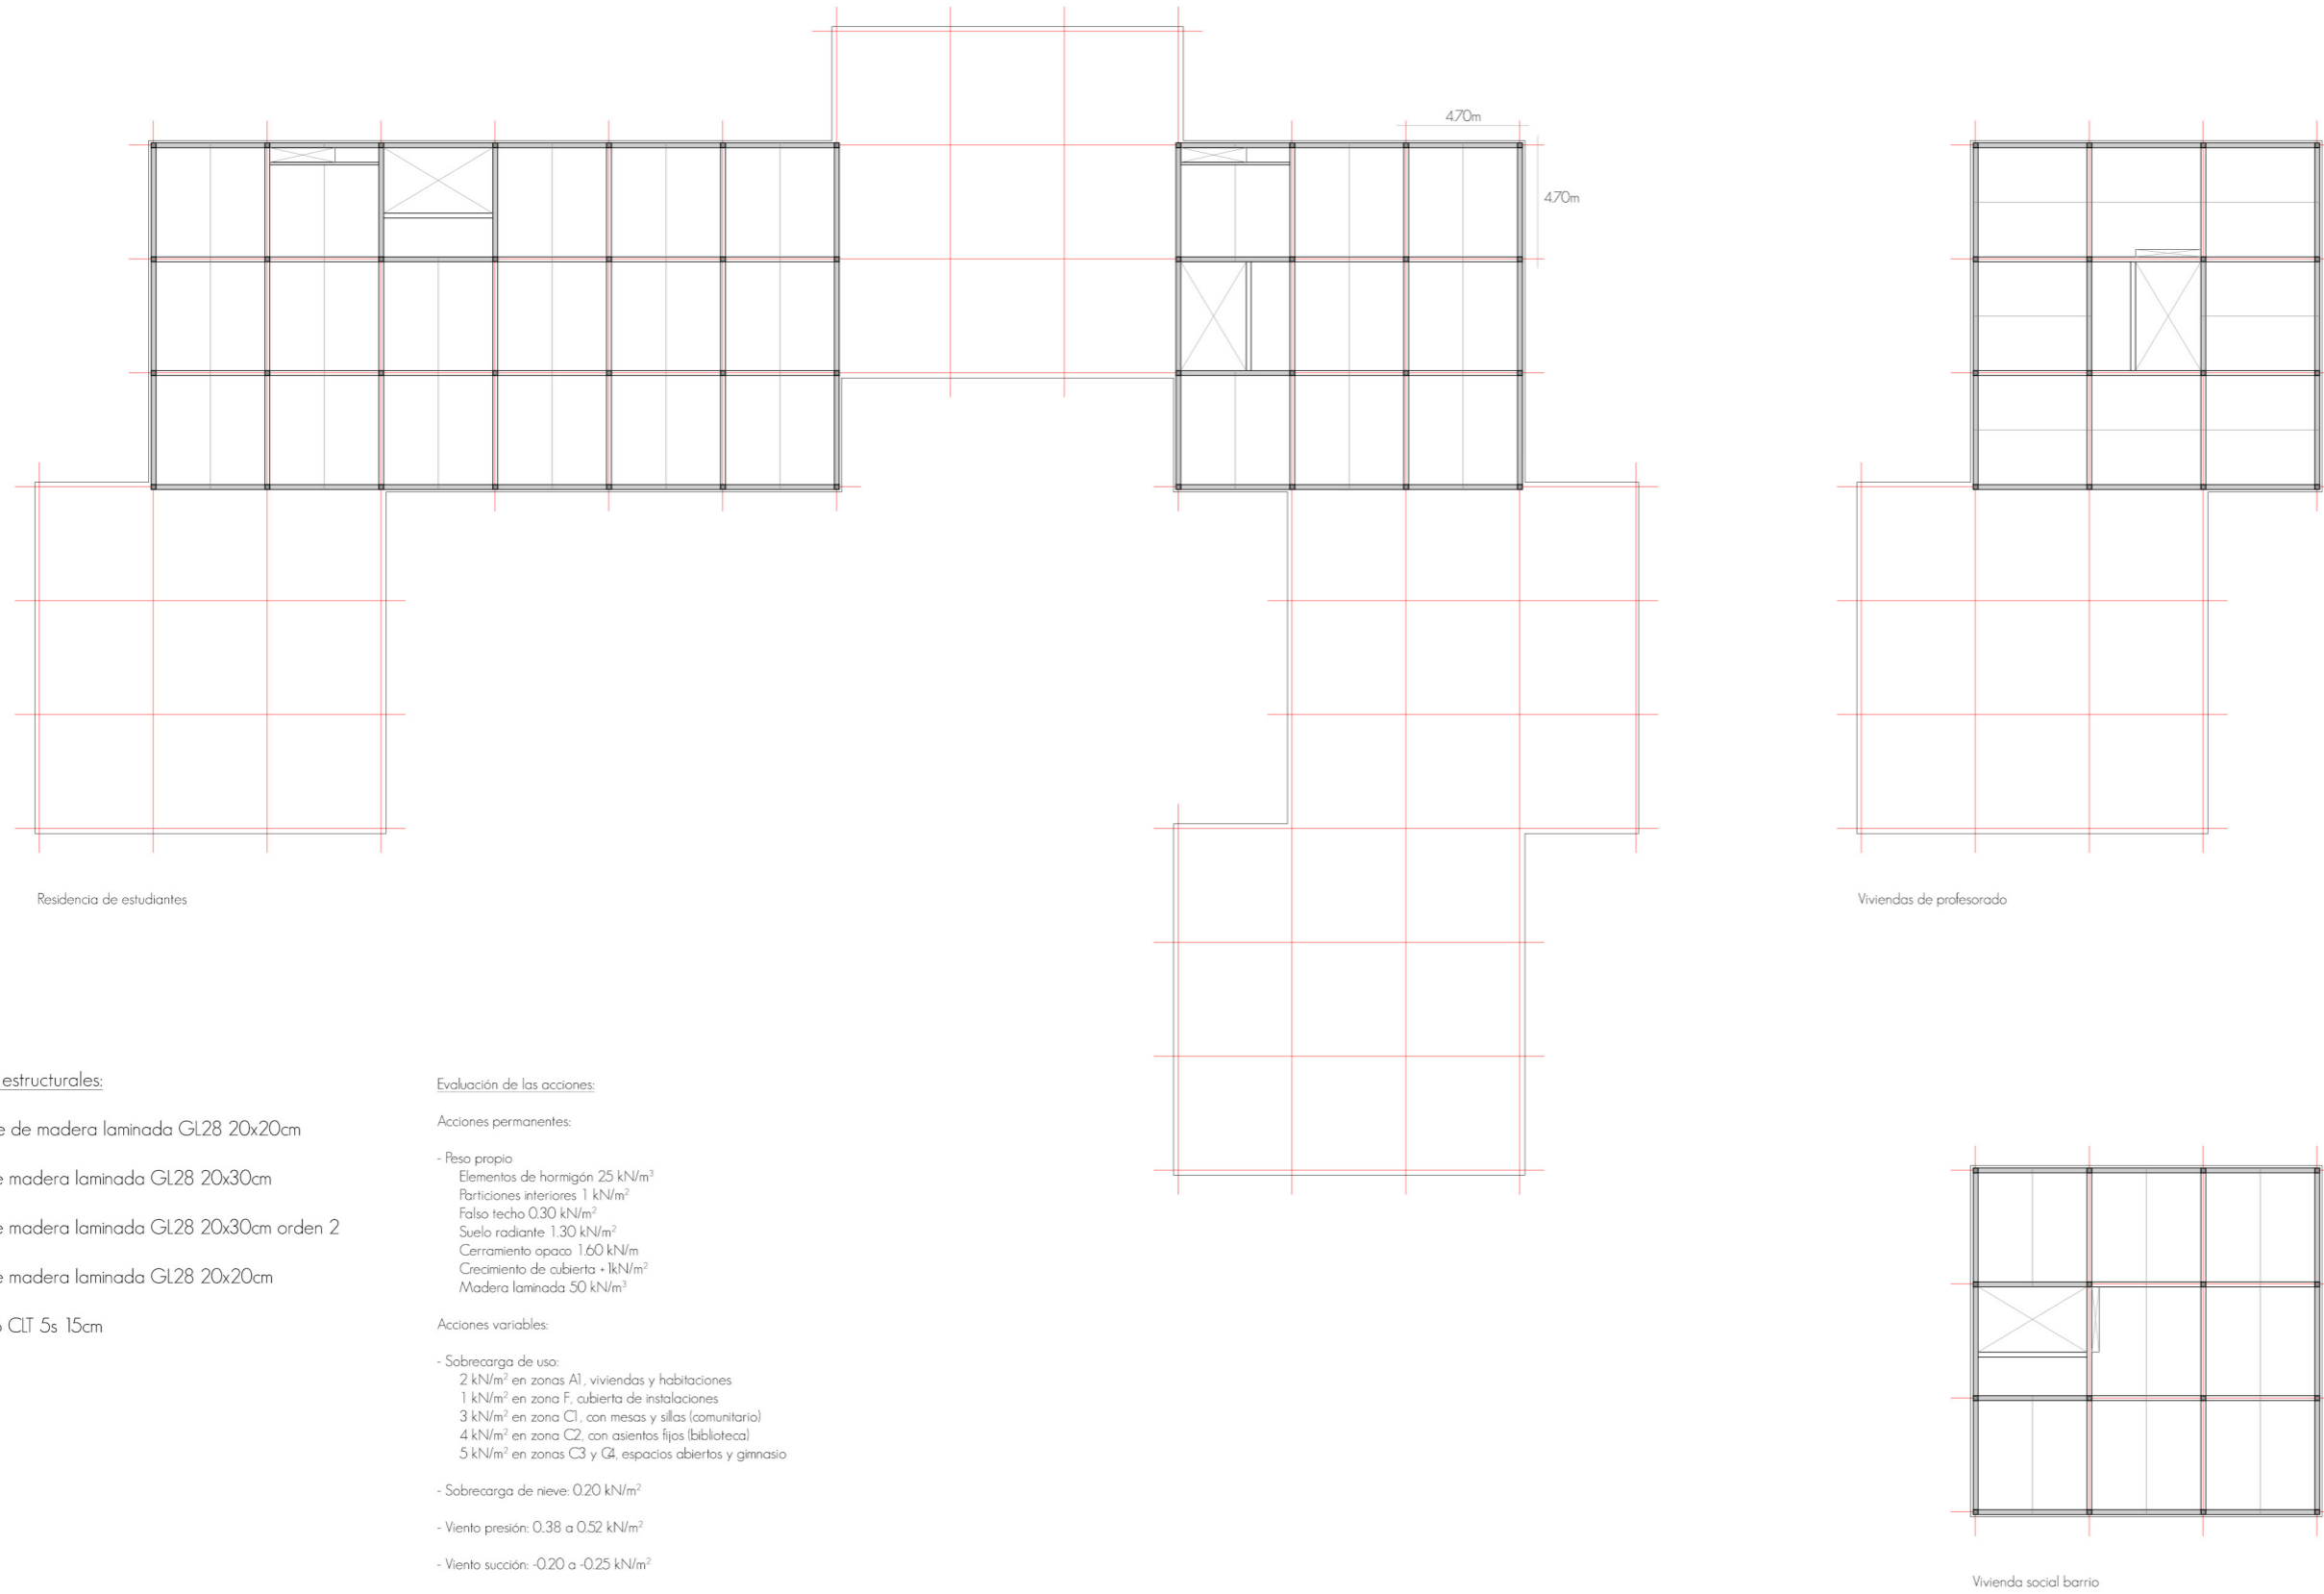 4.70m
4.70m
Residencia de estudiantes
Viviendas de profesorado
estructurales:
de madera laminada GL28 20x20cm
madera laminada GL28 20x30cm
madera laminada GL28 20x30cm orden 2
madera laminada GL28 20x20cm
CLT 5s 15cm
Evaluación de las acciones:
Acciones permanentes:
- Peso propio
Elementos de hormigón 25 kN/m³
Particiones interiores 1 kN/m²
Falso techo 0.30 kN/m²
Suelo radiante 1.30 kN/m²
Cerramiento opaco 1.60 kN/m
Crecimiento de cubierta +1kN/m²
Madera laminada 50 kN/m³
Acciones variables:
- Sobrecarga de uso:
2 kN/m² en zonas A1, viviendas y habitaciones
1 kN/m² en zona F, cubierta de instalaciones
3 kN/m² en zona C1, con mesas y sillas (comunitario)
4 kN/m² en zona C2, con asientos fijos (biblioteca)
5 kN/m² en zonas C3 y C4, espacios abiertos y gimnasio
- Sobrecarga de nieve: 0.20 kN/m²
- Viento presión: 0.38 a 0.52 kN/m²
- Viento succión: -0.20 a -0.25 kN/m²
Vivienda social barrio